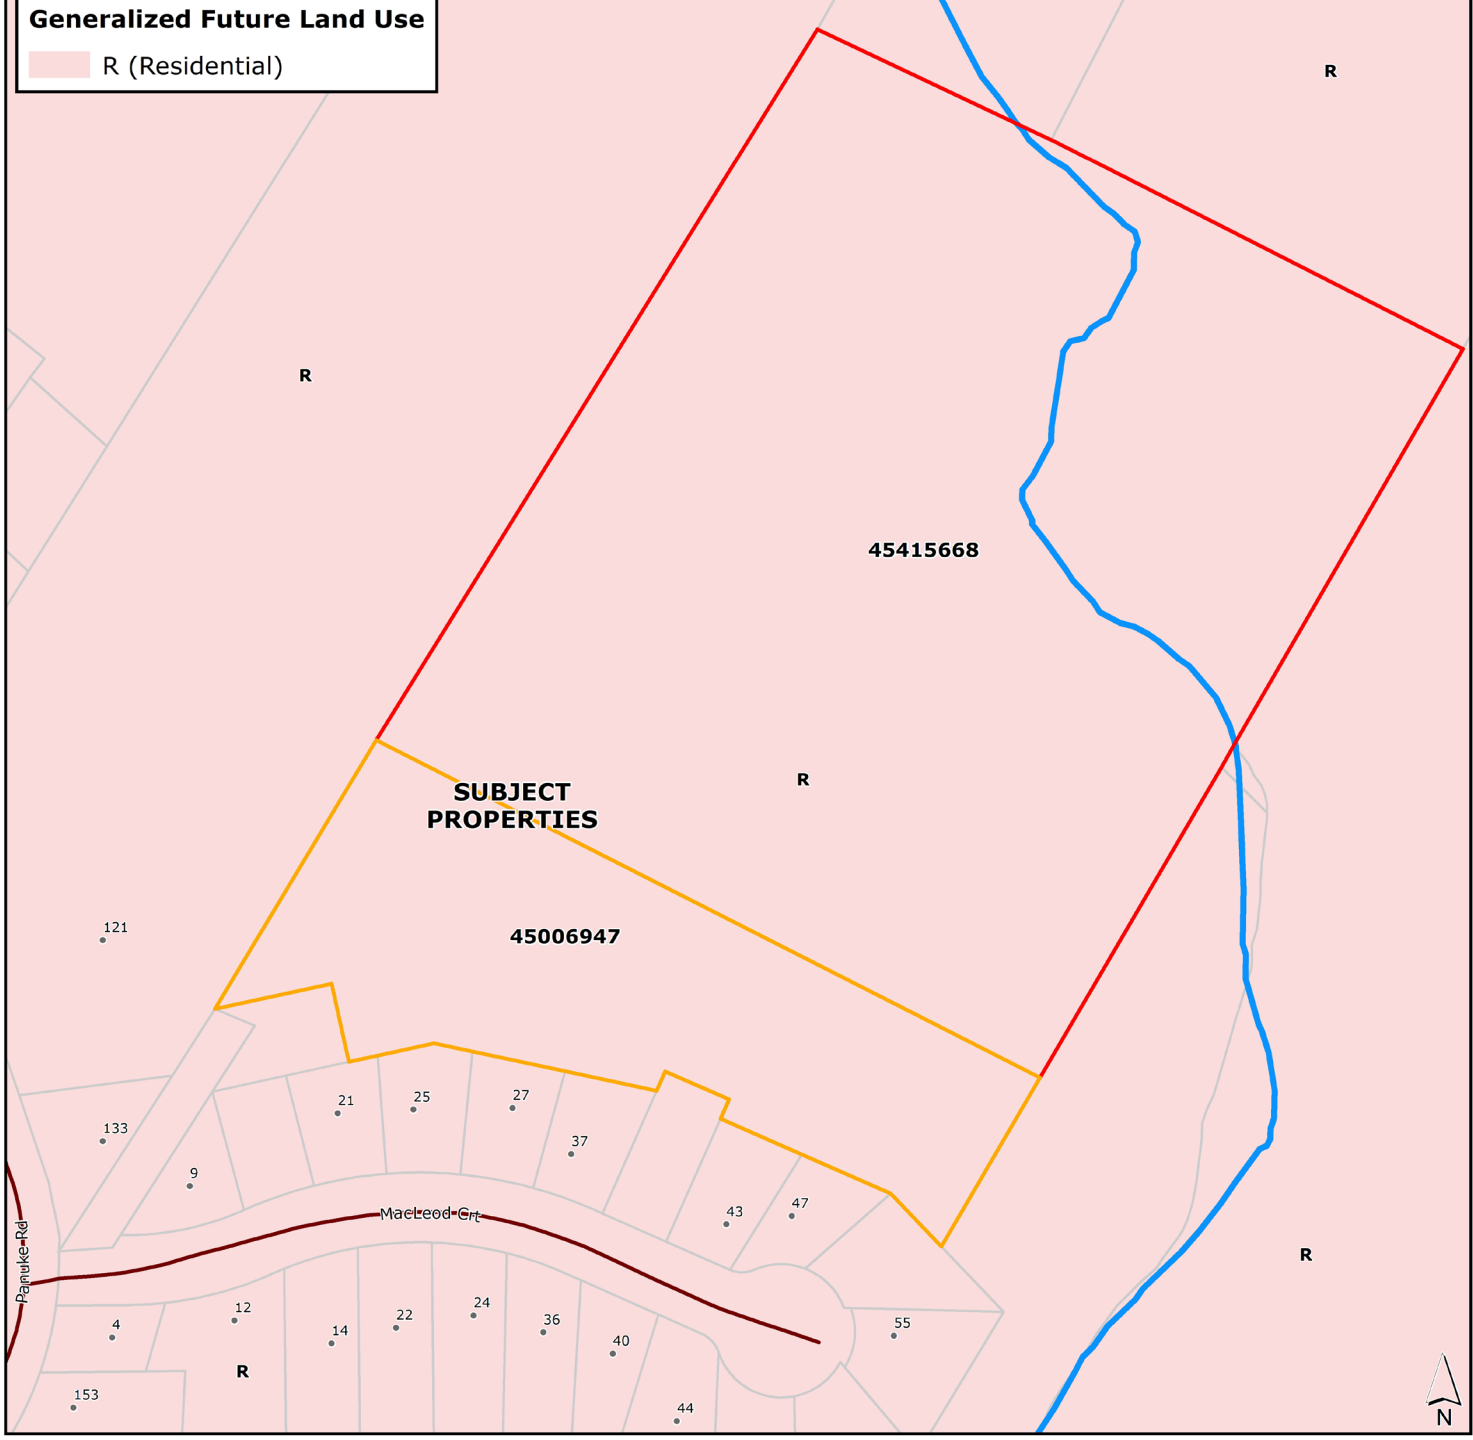 Generalized Future Land Use
R (Residential)
R
R
45415668
R
SUBJECT
PROPERTIES
45006947
121
133
9
21
25
27
37
43
47
MacLeod Crt
Panuke Rd
R
4
12
14
22
24
36
40
55
R
153
44
N